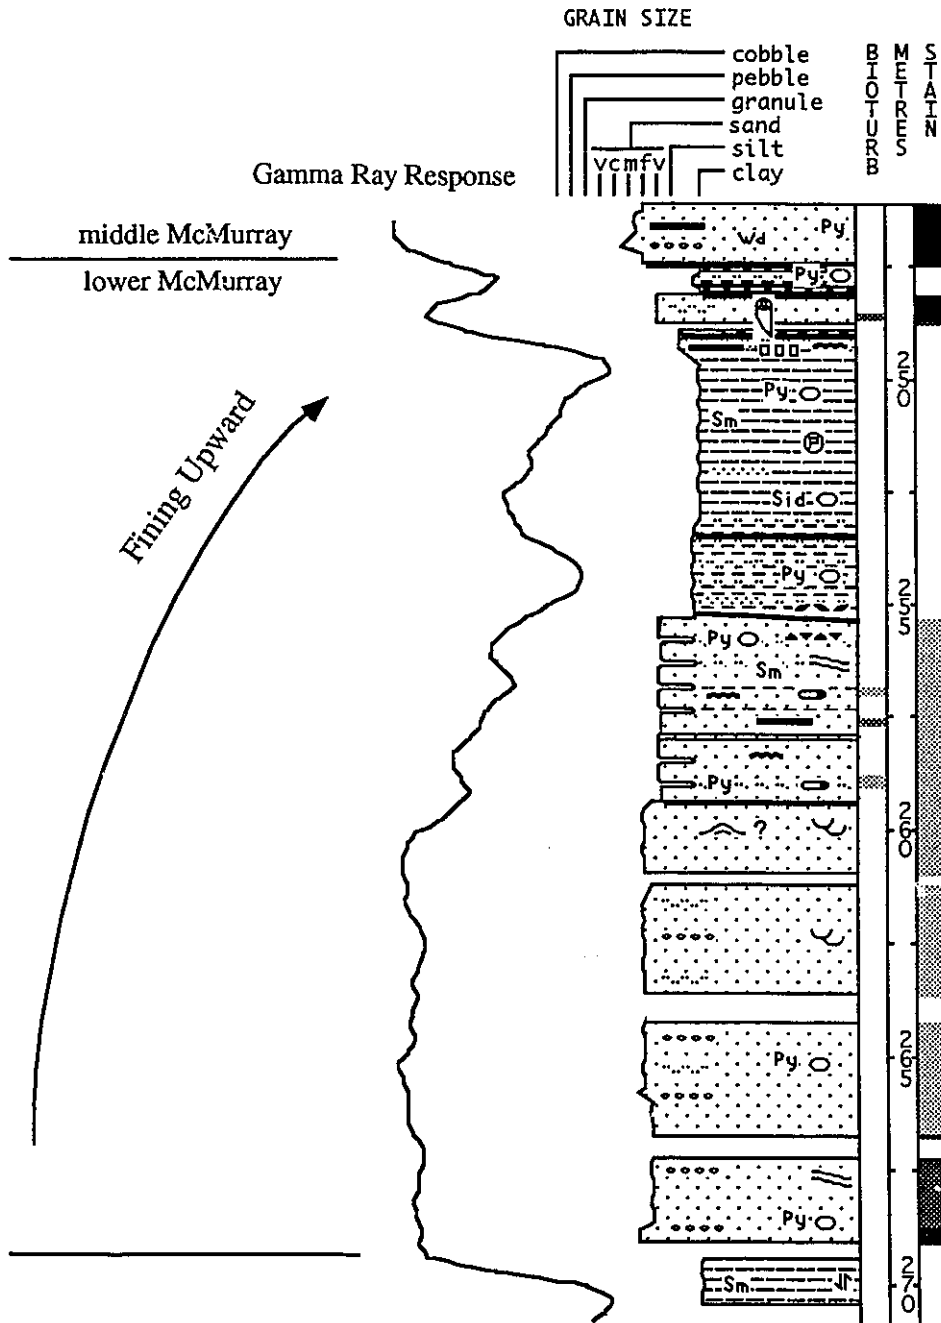 GRAIN SIZE
cobble
pebble
granule
sand
silt
clay
v c m f v
BIOTURB
METRES
STAIN
Gamma Ray Response
middle McMurray
lower McMurray
Fining Upward
Py
Wd
Py
250
Py
Sm
Sid
Py
255
Py
Sm
Py
?
260
265
Py
Py
Sm
270